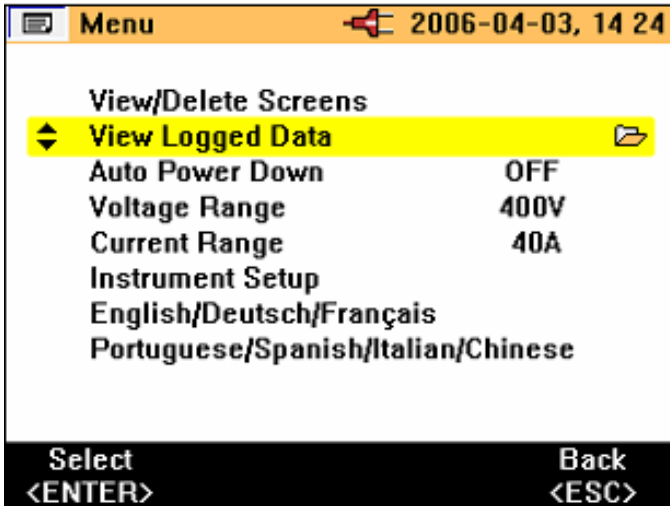 Menu 2006-04-03, 14 24
View/Delete Screens
View Logged Data
Auto Power Down OFF
Voltage Range 400V
Current Range 40A
Instrument Setup
English/Deutsch/Français
Portuguese/Spanish/Italian/Chinese
Select Back
<ENTER> <ESC>